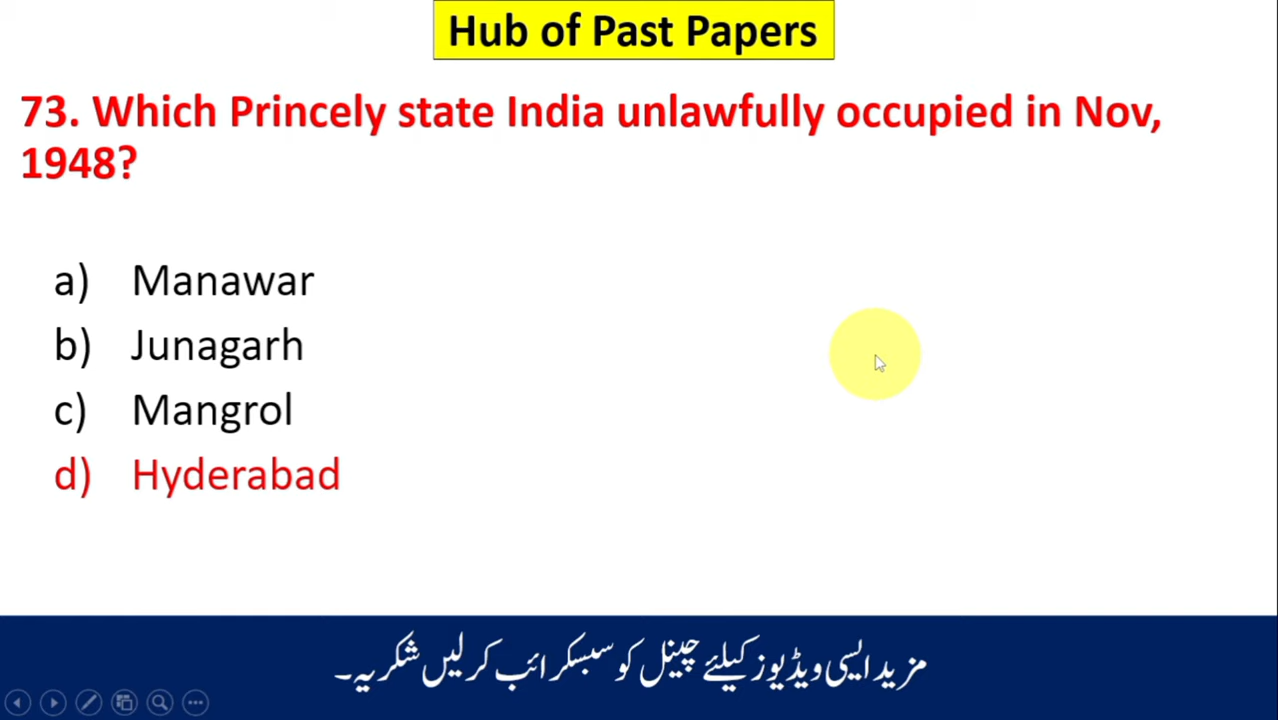 Hub of Past Papers
73. Which Princely state India unlawfully occupied in Nov,
1948?
a) Manawar
b) Junagarh
c) Mangrol
d) Hyderabad
مزید ایسی ویڈیوز کیلئے چینل کو سبسکرائب کرلیں شکریہ۔